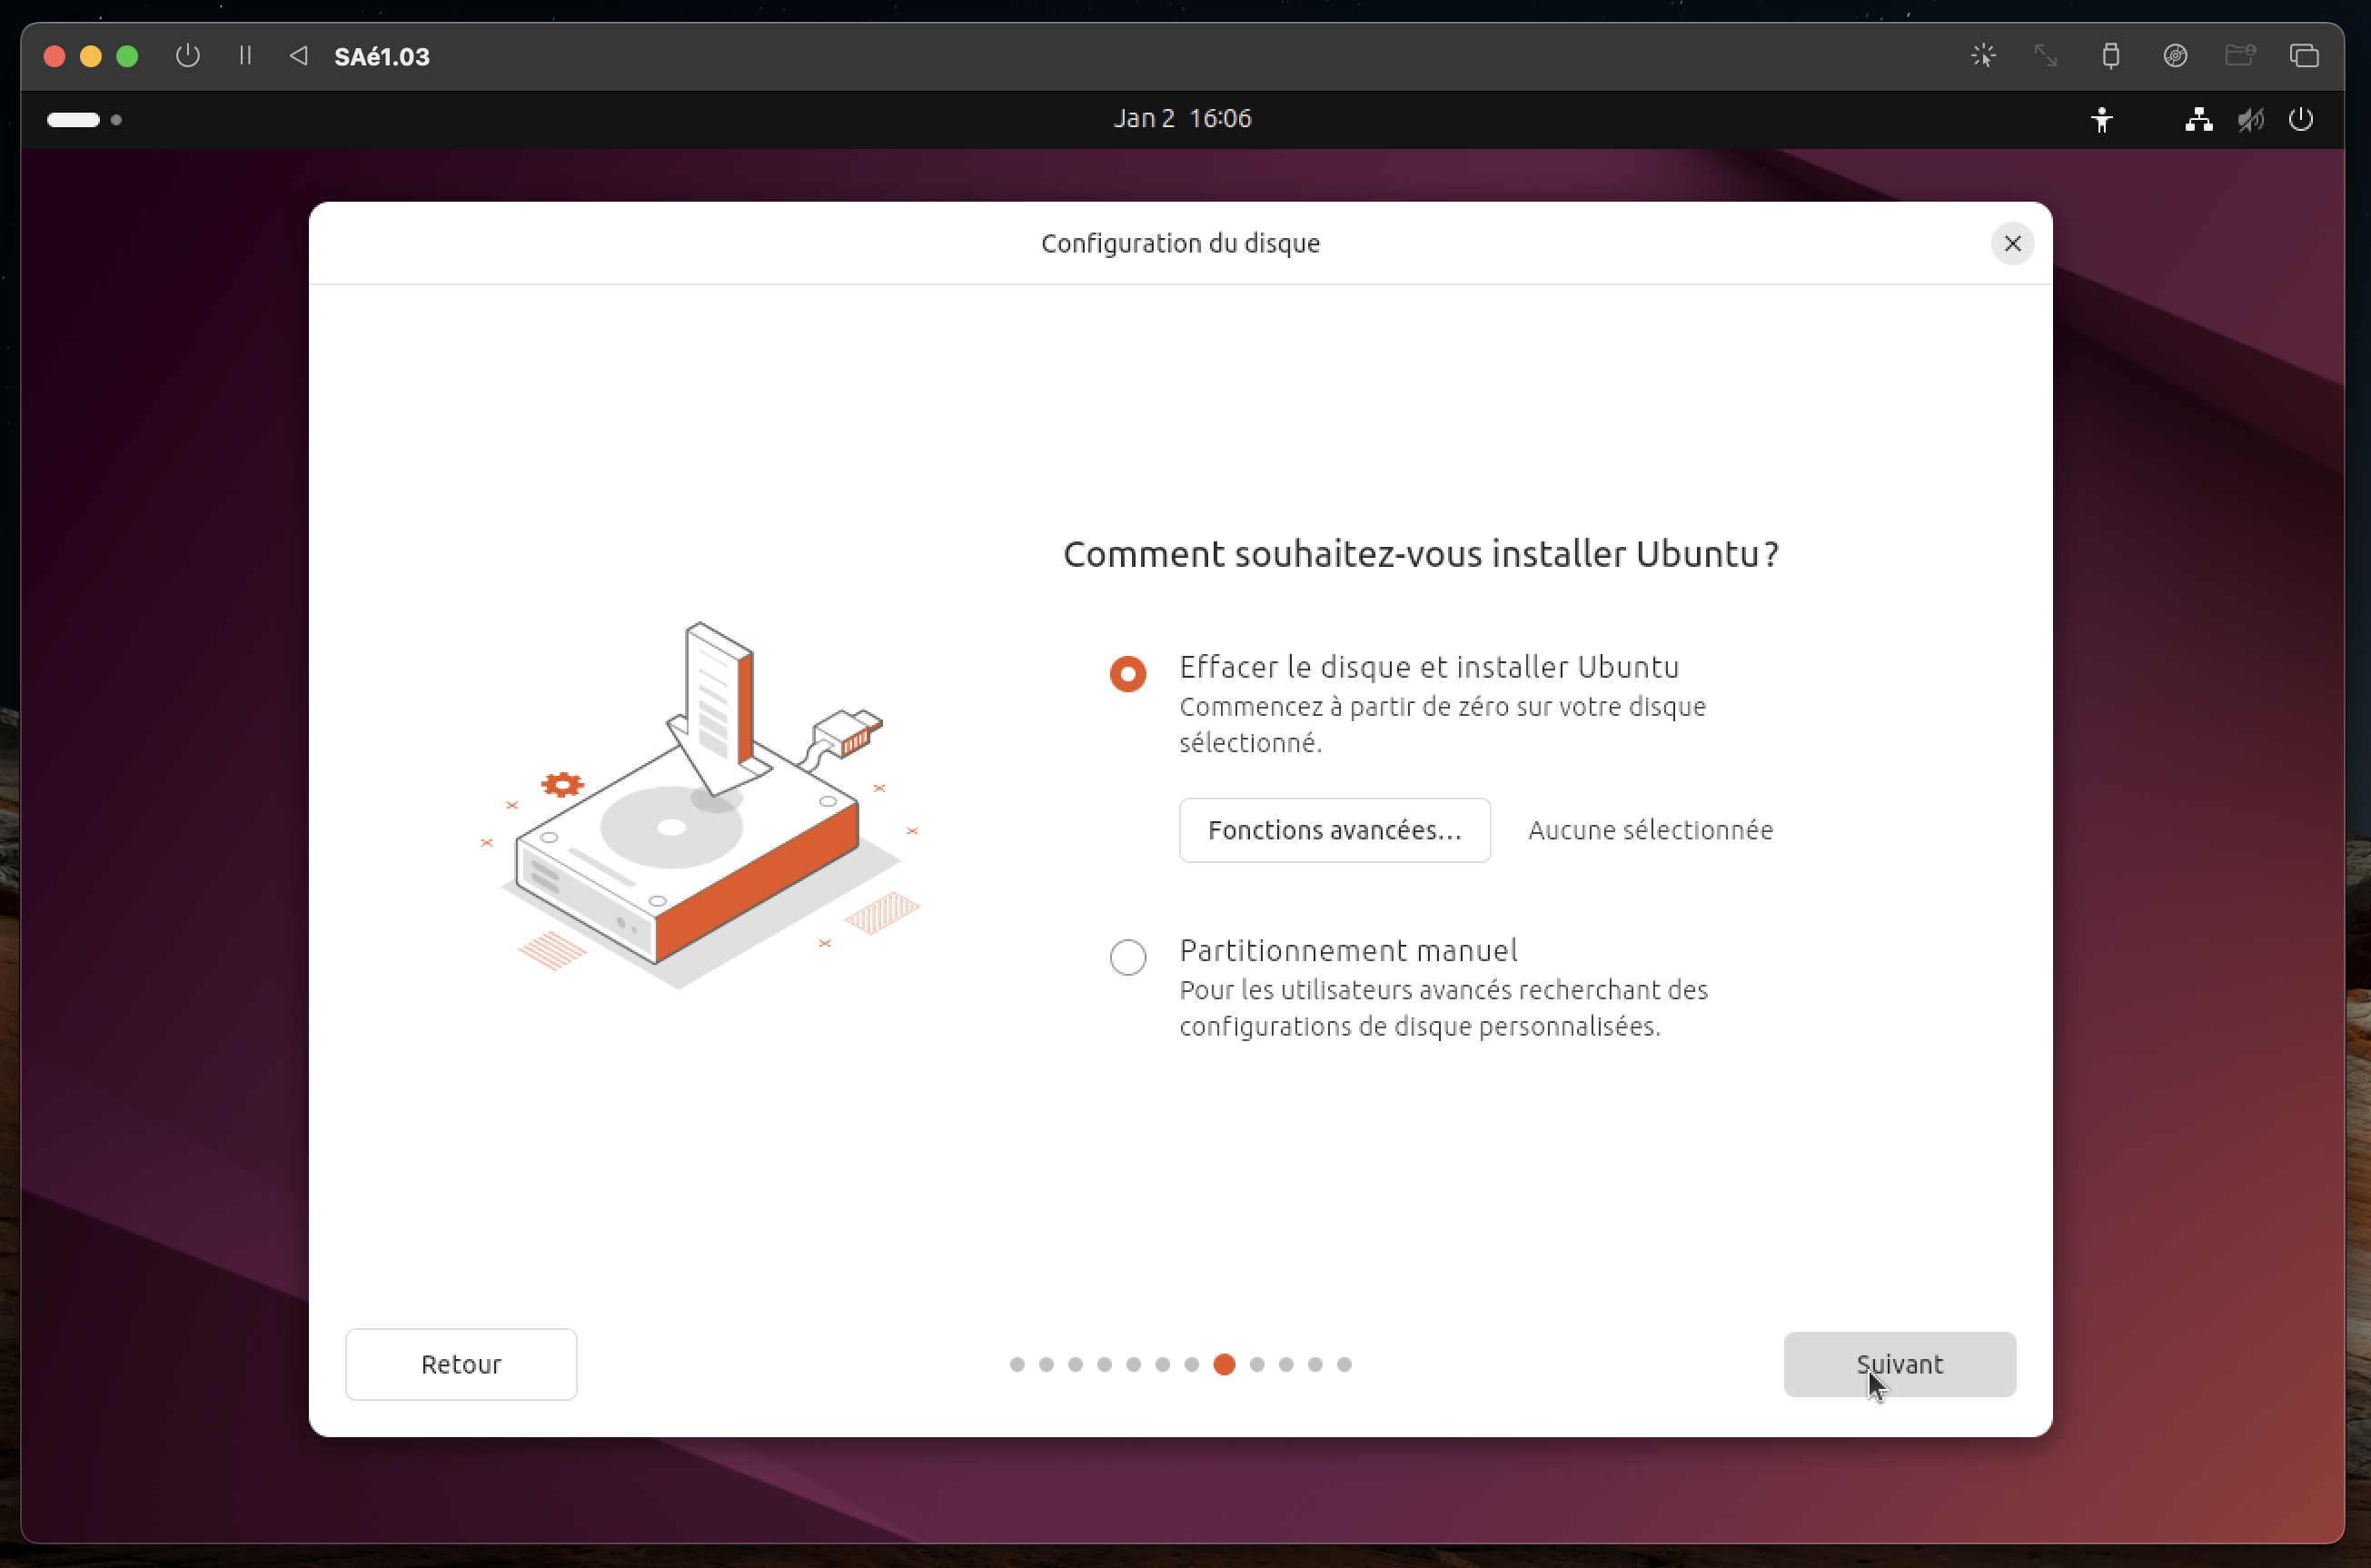 SAé1.03
Jan 2 16:06
Configuration du disque
Comment souhaitez-vous installer Ubuntu ?
Effacer le disque et installer Ubuntu
Commencez à partir de zéro sur votre disque
sélectionné.
Fonctions avancées...
Aucune sélectionnée
Partitionnement manuel
Pour les utilisateurs avancés recherchant des
configurations de disque personnalisées.
Retour
Suivant